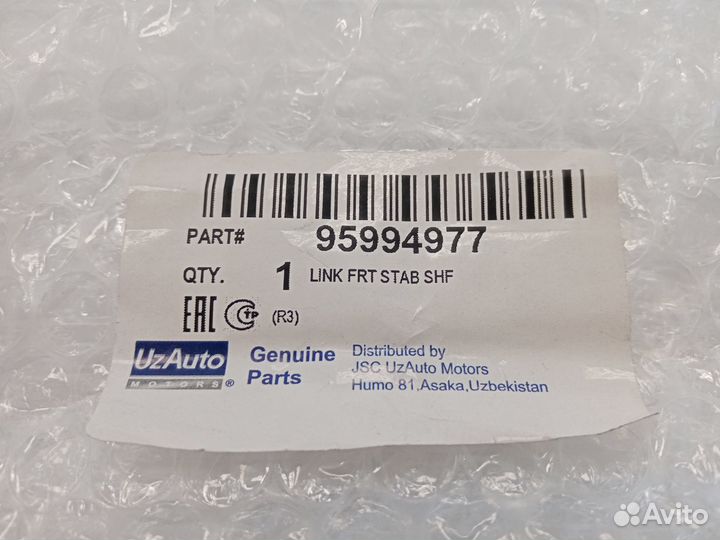 PART# 95994977
QTY. 1 LINK FRT STAB SHF
EAC СТР (R3)
UzAuto
MOTORS®
Genuine
Parts
Distributed by
JSC UzAuto Motors
Humo 81,Asaka,Uzbekistan
Avito